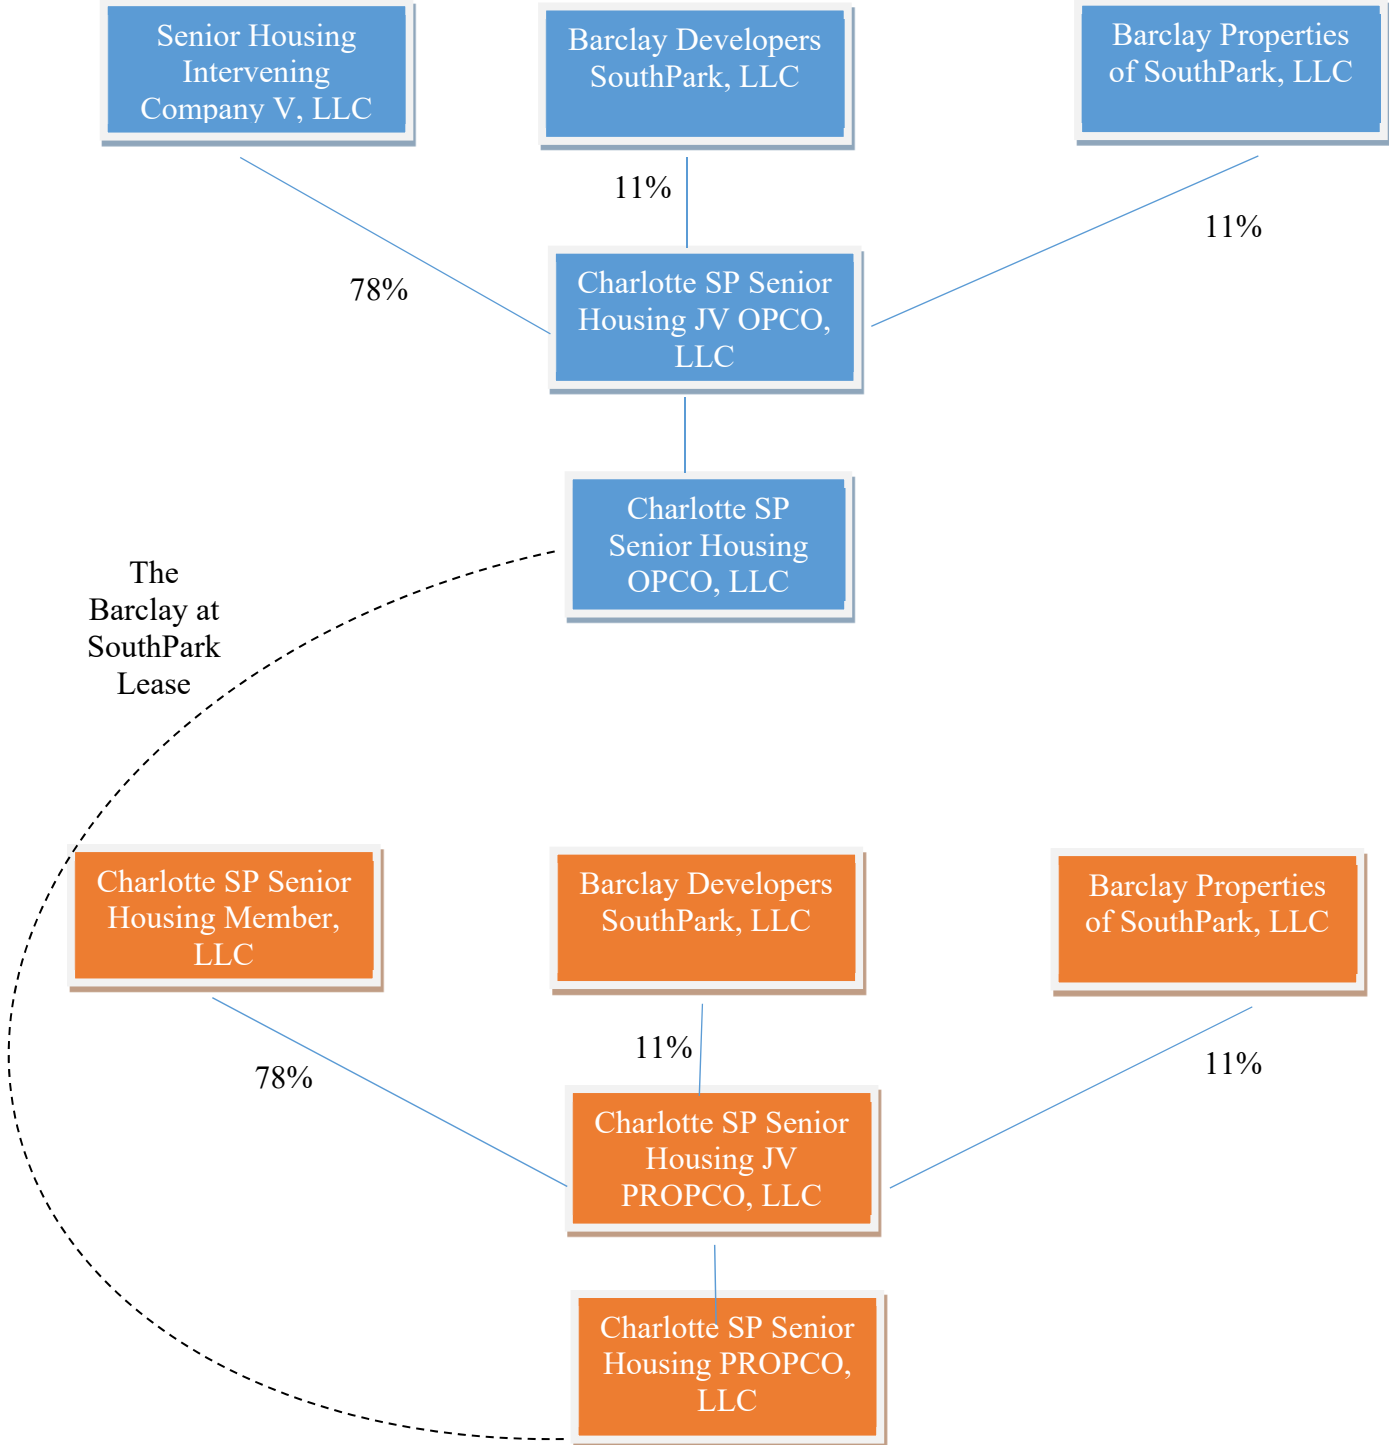 Senior Housing
Intervening
Company V, LLC
Barclay Developers
SouthPark, LLC
Barclay Properties
of SouthPark, LLC
11%
11%
78%
Charlotte SP Senior
Housing JV OPCO,
LLC
Charlotte SP
Senior Housing
OPCO, LLC
The
Barclay at
SouthPark
Lease
Charlotte SP Senior
Housing Member,
LLC
Barclay Developers
SouthPark, LLC
Barclay Properties
of SouthPark, LLC
11%
78%
11%
Charlotte SP Senior
Housing JV
PROPCO, LLC
Charlotte SP Senior
Housing PROPCO,
LLC